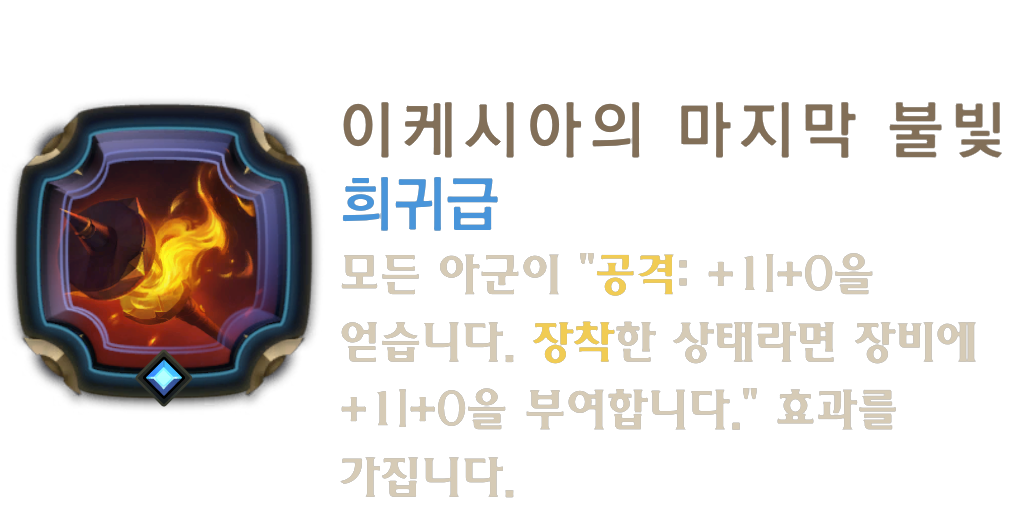 이케시아의 마지막 불빛
희귀급
모든 아군이 "공격: +1|+0을
얻습니다. 장착한 상태라면 장비에
+1|+0을 부여합니다." 효과를
가집니다.